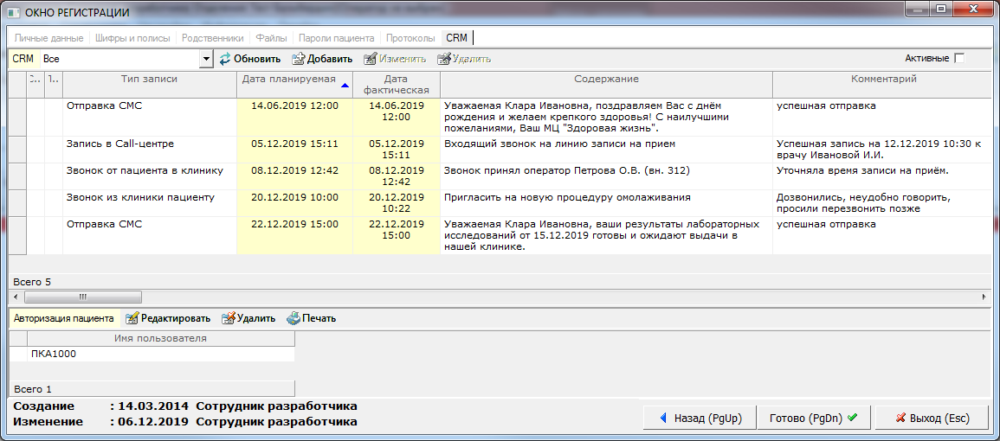 ОКНО РЕГИСТРАЦИИ
Личные данные Шифры и полисы Родственники Файлы Пароли пациента Протоколы CRM
CRM Все Обновить Добавить Изменить Удалить Активные
Тип записи Дата планируемая Дата фактическая Содержание Комментарий
Отправка СМС 14.06.2019 12:00 14.06.2019 Уважаемая Клара Ивановна, поздравляем Вас с днём успешная отправка
12:00 рождения и желаем крепкого здоровья! С наилучшими
пожеланиями, Ваш МЦ "Здоровая жизнь".
Запись в Call-центре 05.12.2019 15:11 05.12.2019 Входящий звонок на линию записи на прием Успешная запись на 12.12.2019 10:30 к
15:11 врачу Ивановой И.И.
Звонок от пациента в клинику 08.12.2019 12:42 08.12.2019 Звонок принял оператор Петрова О.В. (вн. 312) Уточняла время записи на приём.
12:42
Звонок из клиники пациенту 20.12.2019 10:00 20.12.2019 Пригласить на новую процедуру омолаживания Дозвонились, неудобно говорить,
10:22 просили перезвонить позже
Отправка СМС 22.12.2019 15:00 22.12.2019 Уважаемая Клара Ивановна, ваши результаты лабораторных успешная отправка
15:00 исследований от 15.12.2019 готовы и ожидают выдачи в
нашей клинике.
Всего 5
Авторизация пациента Редактировать Удалить Печать
Имя пользователя
ПКА1000
Всего 1
Создание : 14.03.2014 Сотрудник разработчика
Изменение : 06.12.2019 Сотрудник разработчика
Назад (PgUp) Готово (PgDn) Выход (Esc)